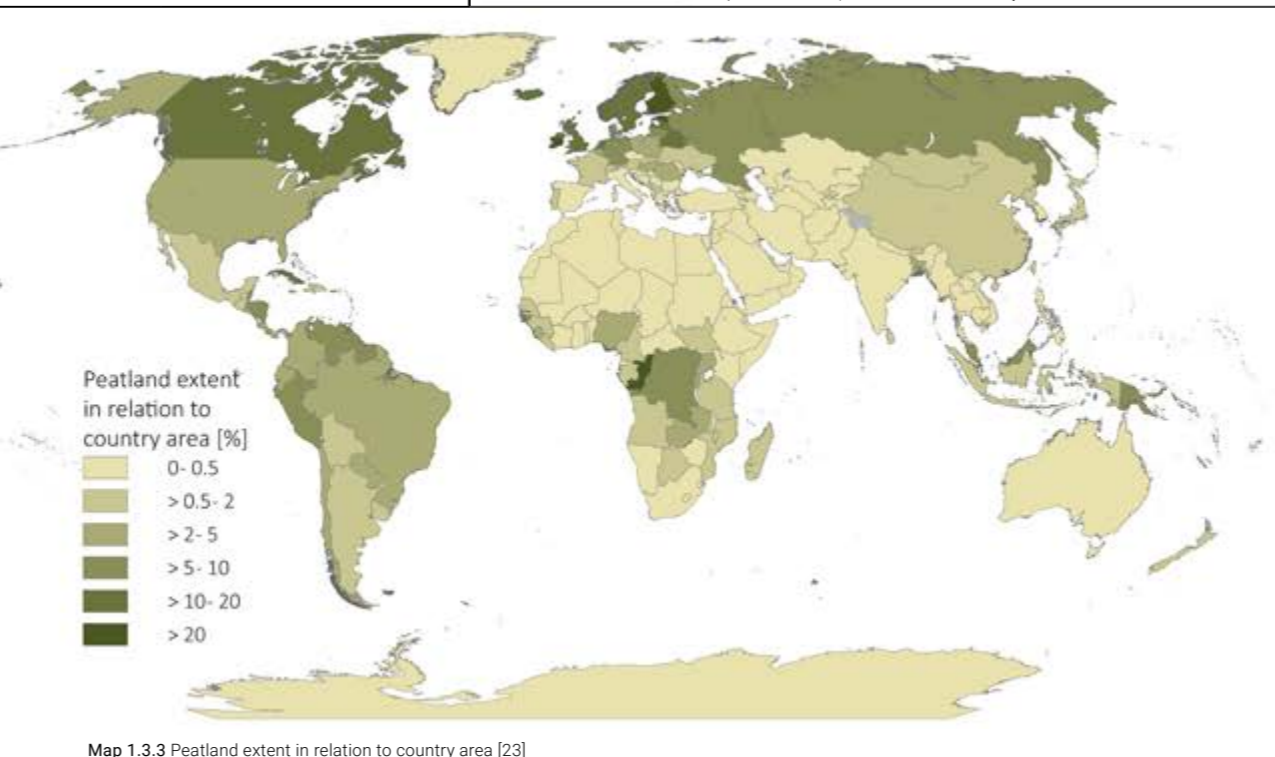 Peatland extent
in relation to
country area [%]
0- 0.5
> 0.5- 2
> 2- 5
> 5- 10
> 10- 20
> 20
Map 1.3.3 Peatland extent in relation to country area [23]